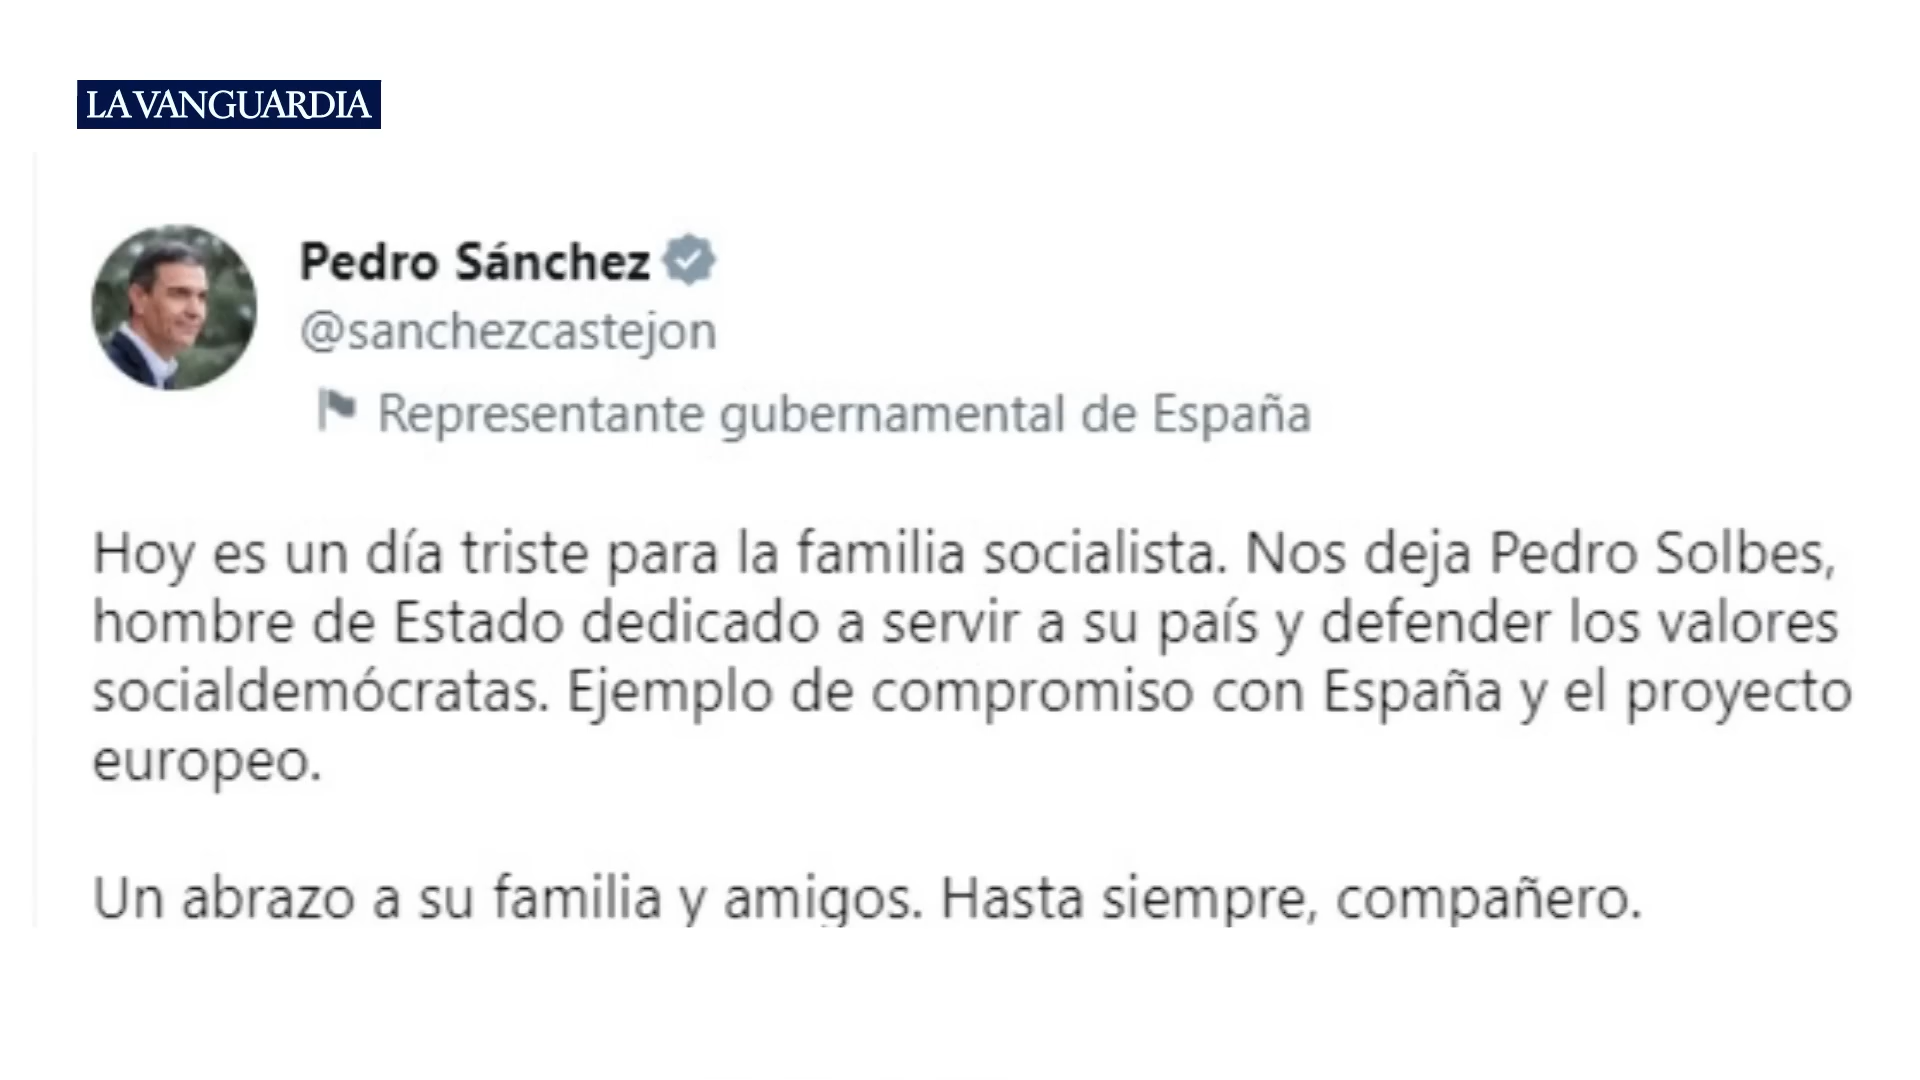 LA VANGUARDIA
Pedro Sánchez
@sanchezcastejon
Representante gubernamental de España
Hoy es un día triste para la familia socialista. Nos deja Pedro Solbes,
hombre de Estado dedicado a servir a su país y defender los valores
socialdemócratas. Ejemplo de compromiso con España y el proyecto
europeo.
Un abrazo a su familia y amigos. Hasta siempre, compañero.